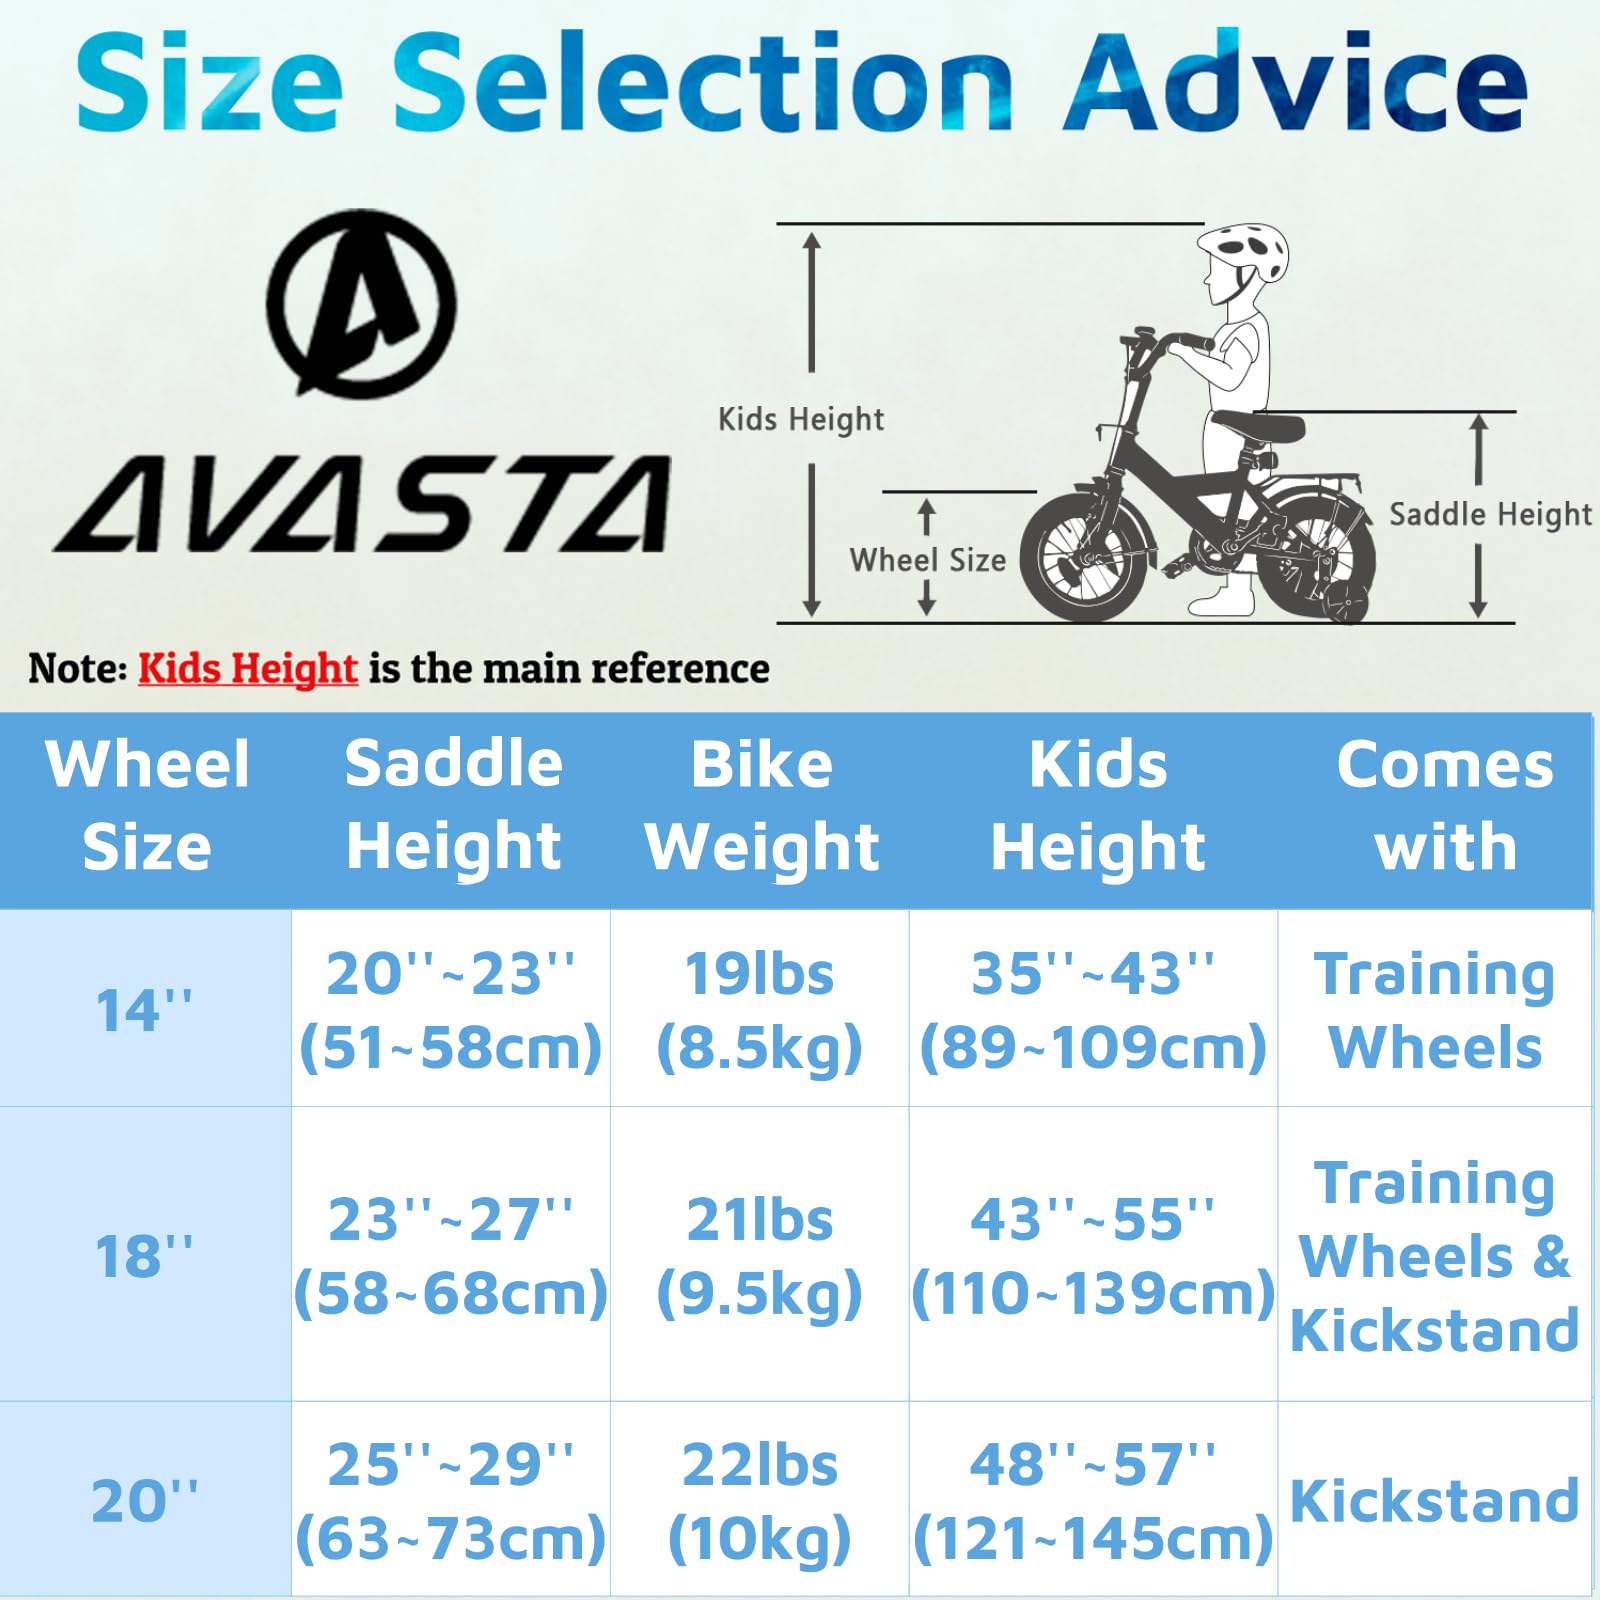 Size Selection Advice
AVASTA
Kids Height
Wheel Size
Saddle Height
Note: Kids Height is the main reference
Wheel
Size
Saddle
Height
Bike
Weight
Kids
Height
Comes
with
14''
20''~23''
(51~58cm)
19lbs
(8.5kg)
35''~43''
(89~109cm)
Training
Wheels
18''
23''~27''
(58~68cm)
21lbs
(9.5kg)
43''~55''
(110~139cm)
Training
Wheels &
Kickstand
20''
25''~29''
(63~73cm)
22lbs
(10kg)
48''~57''
(121~145cm)
Kickstand